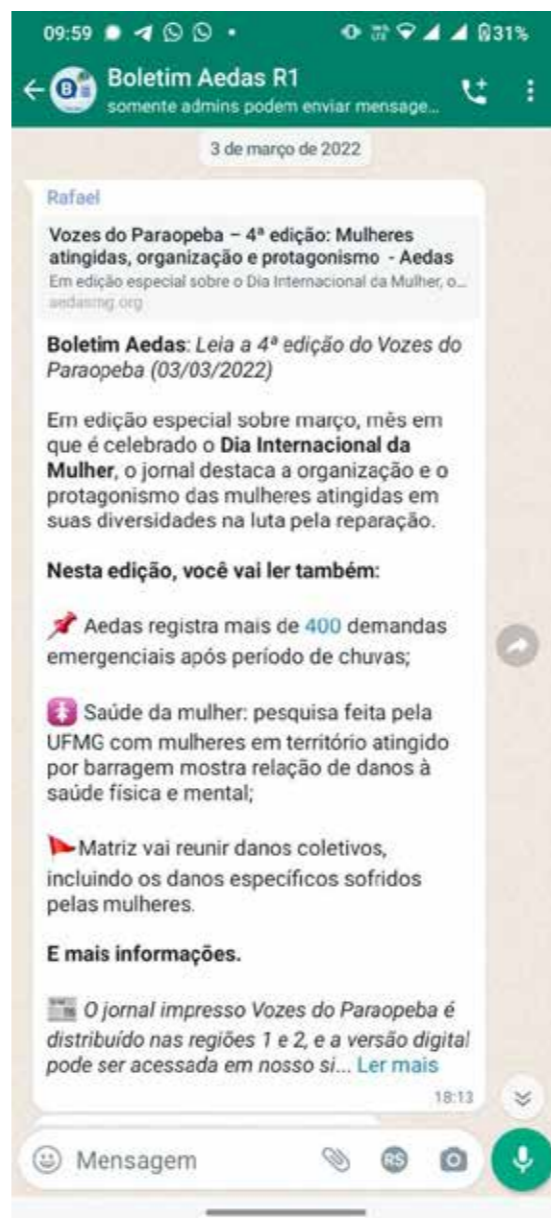 09:59
31%
Boletim Aedas R1
somente admins podem enviar mensage...
3 de março de 2022
Rafael
Vozes do Paraopeba – 4ª edição: Mulheres
atingidas, organização e protagonismo - Aedas
Em edição especial sobre o Dia Internacional da Mulher, o...
aedasmg.org
Boletim Aedas: Leia a 4ª edição do Vozes do
Paraopeba (03/03/2022)
Em edição especial sobre março, mês em
que é celebrado o Dia Internacional da
Mulher, o jornal destaca a organização e o
protagonismo das mulheres atingidas em
suas diversidades na luta pela reparação.
Nesta edição, você vai ler também:
Aedas registra mais de 400 demandas
emergenciais após período de chuvas;
Saúde da mulher: pesquisa feita pela
UFMG com mulheres em território atingido
por barragem mostra relação de danos à
saúde física e mental;
Matriz vai reunir danos coletivos,
incluindo os danos específicos sofridos
pelas mulheres.
E mais informações.
O jornal impresso Vozes do Paraopeba é
distribuído nas regiões 1 e 2, e a versão digital
pode ser acessada em nosso si... Ler mais
18:13
Mensagem
R$